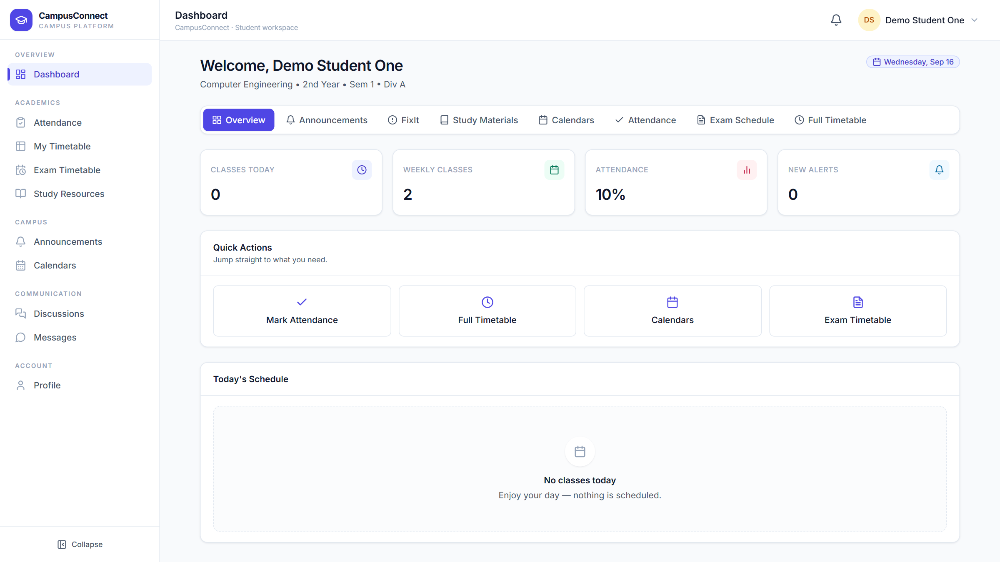 CampusConnect
CAMPUS PLATFORM
OVERVIEW
Dashboard
ACADEMICS
Attendance
My Timetable
Exam Timetable
Study Resources
CAMPUS
Announcements
Calendars
COMMUNICATION
Discussions
Messages
ACCOUNT
Profile
Collapse
Dashboard
CampusConnect · Student workspace
DS Demo Student One
Welcome, Demo Student One
Wednesday, Sep 16
Computer Engineering • 2nd Year • Sem 1 • Div A
Overview Announcements FixIt Study Materials Calendars Attendance Exam Schedule Full Timetable
CLASSES TODAY
0
WEEKLY CLASSES
2
ATTENDANCE
10%
NEW ALERTS
0
Quick Actions
Jump straight to what you need.
Mark Attendance
Full Timetable
Calendars
Exam Timetable
Today's Schedule
No classes today
Enjoy your day — nothing is scheduled.